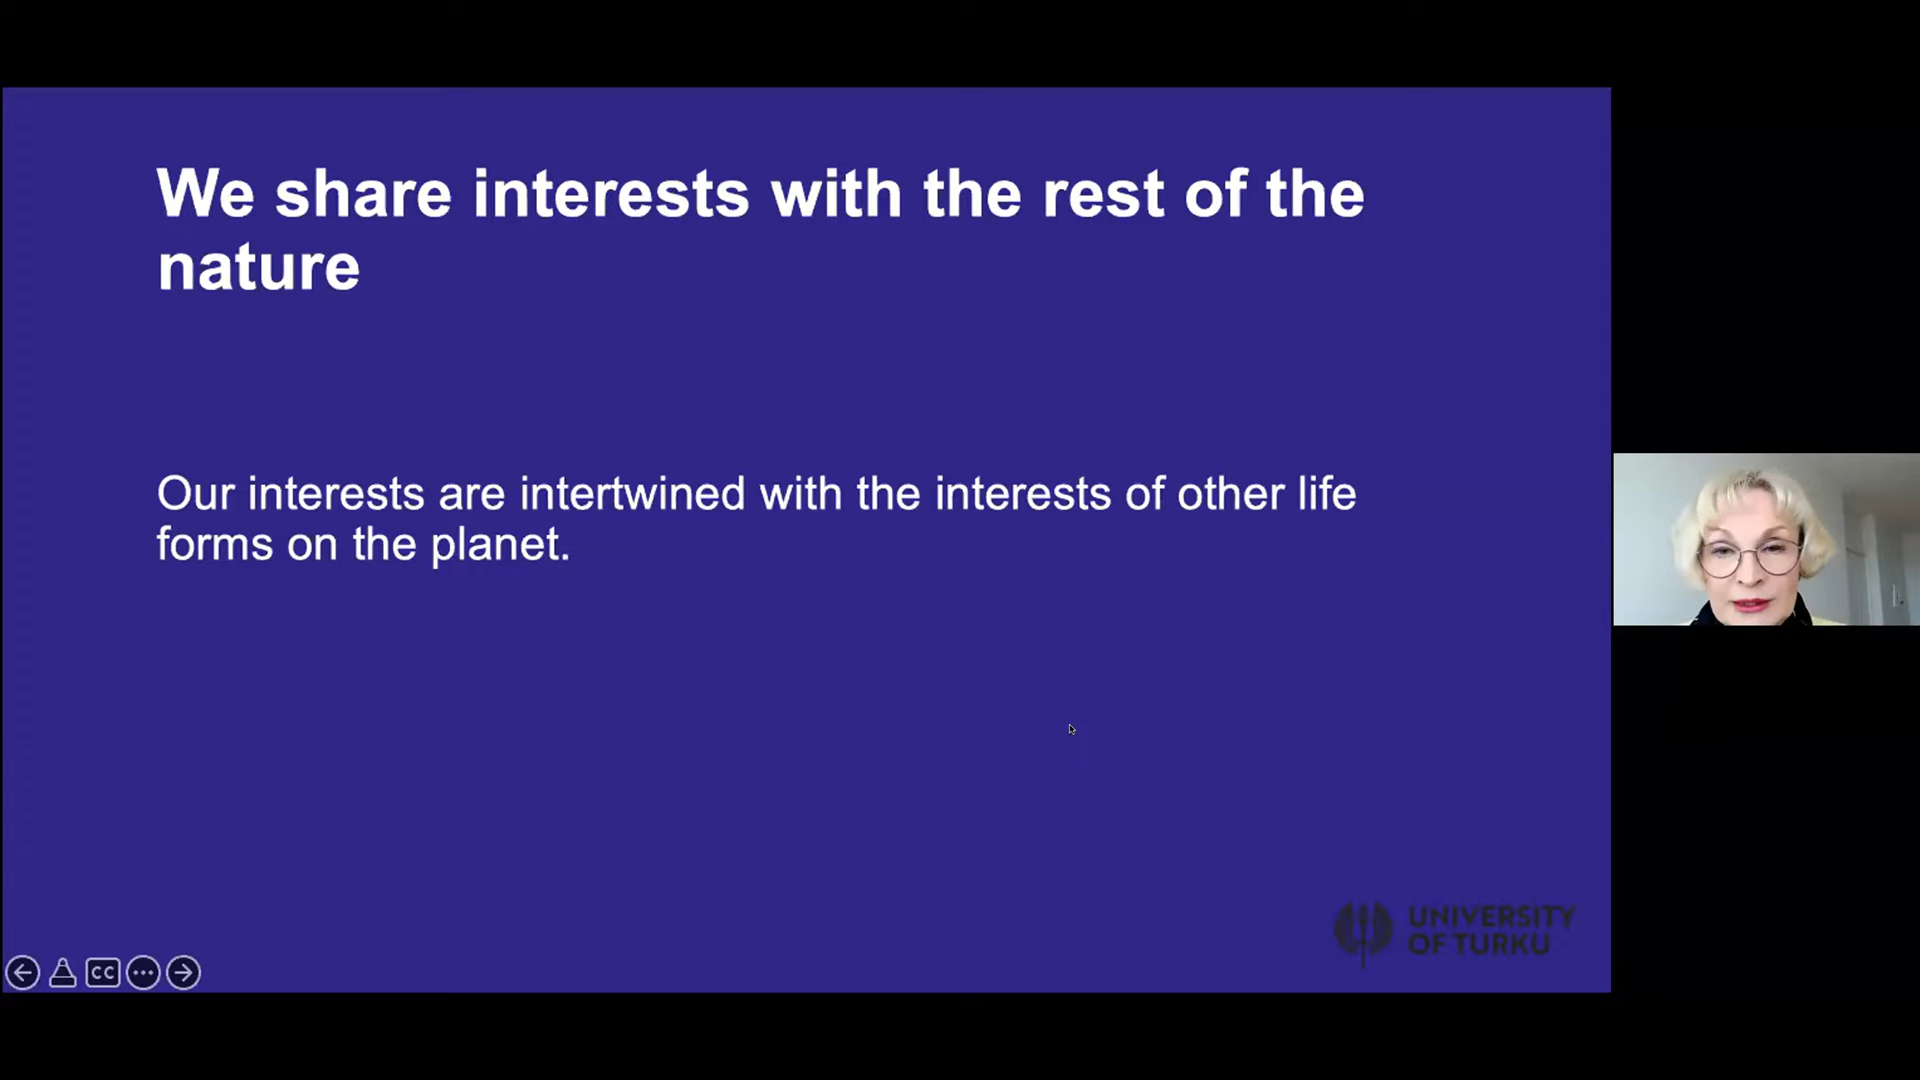 We share interests with the rest of the
nature
Our interests are intertwined with the interests of other life
forms on the planet.
UNIVERSITY
OF TURKU
CC